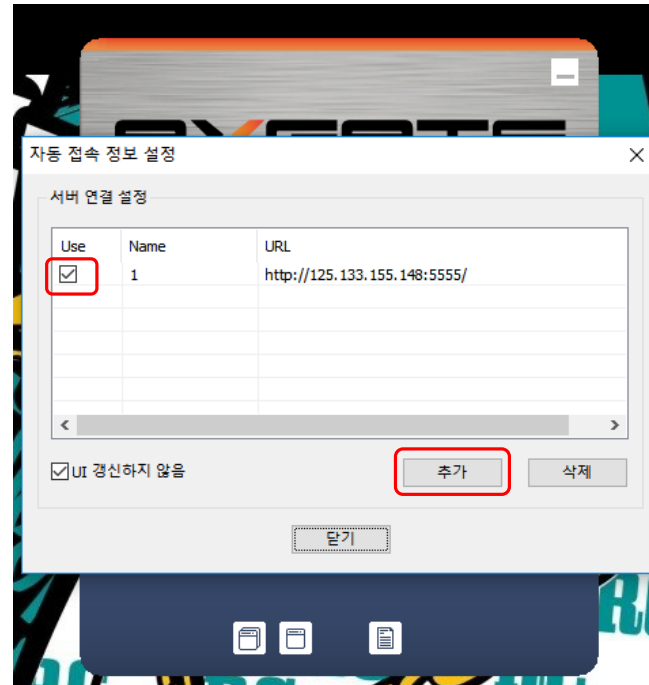 자동 접속 정보 설정
서버 연결 설정
Use Name URL
1 http://125.133.155.148:5555/
UI 갱신하지 않음
추가 삭제
닫기